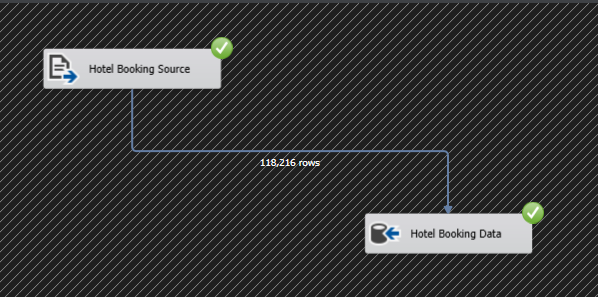 Hotel Booking Source
118,216 rows
Hotel Booking Data